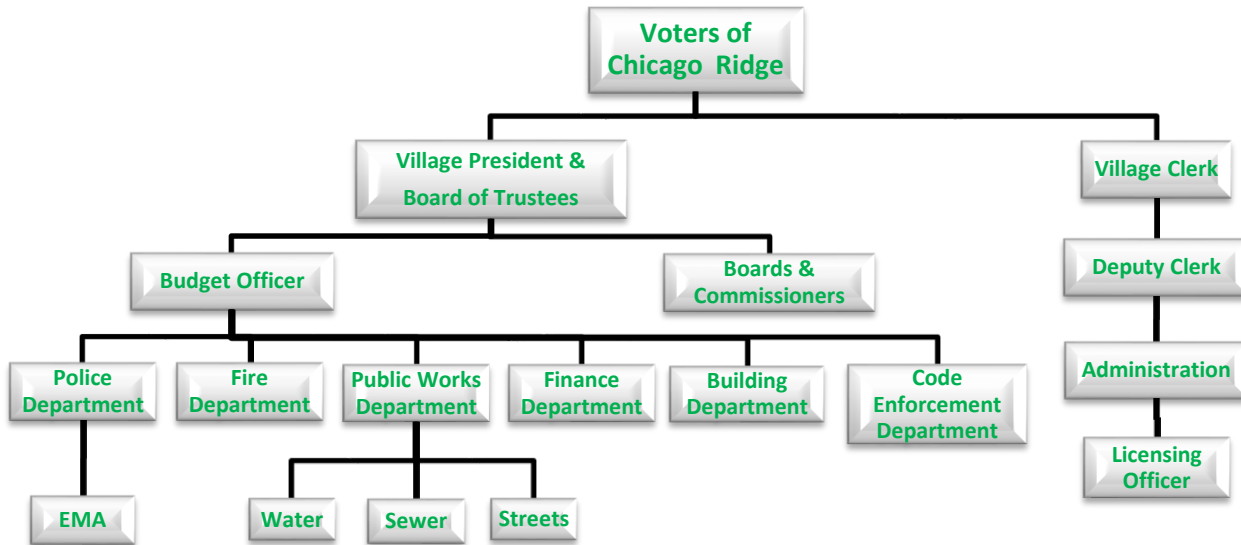 Voters of
Chicago Ridge
Village President &
Board of Trustees
Village Clerk
Budget Officer
Boards &
Commissioners
Deputy Clerk
Police
Department
Fire
Department
Public Works
Department
Finance
Department
Building
Department
Code
Enforcement
Department
Administration
EMA
Water
Sewer
Streets
Licensing
Officer